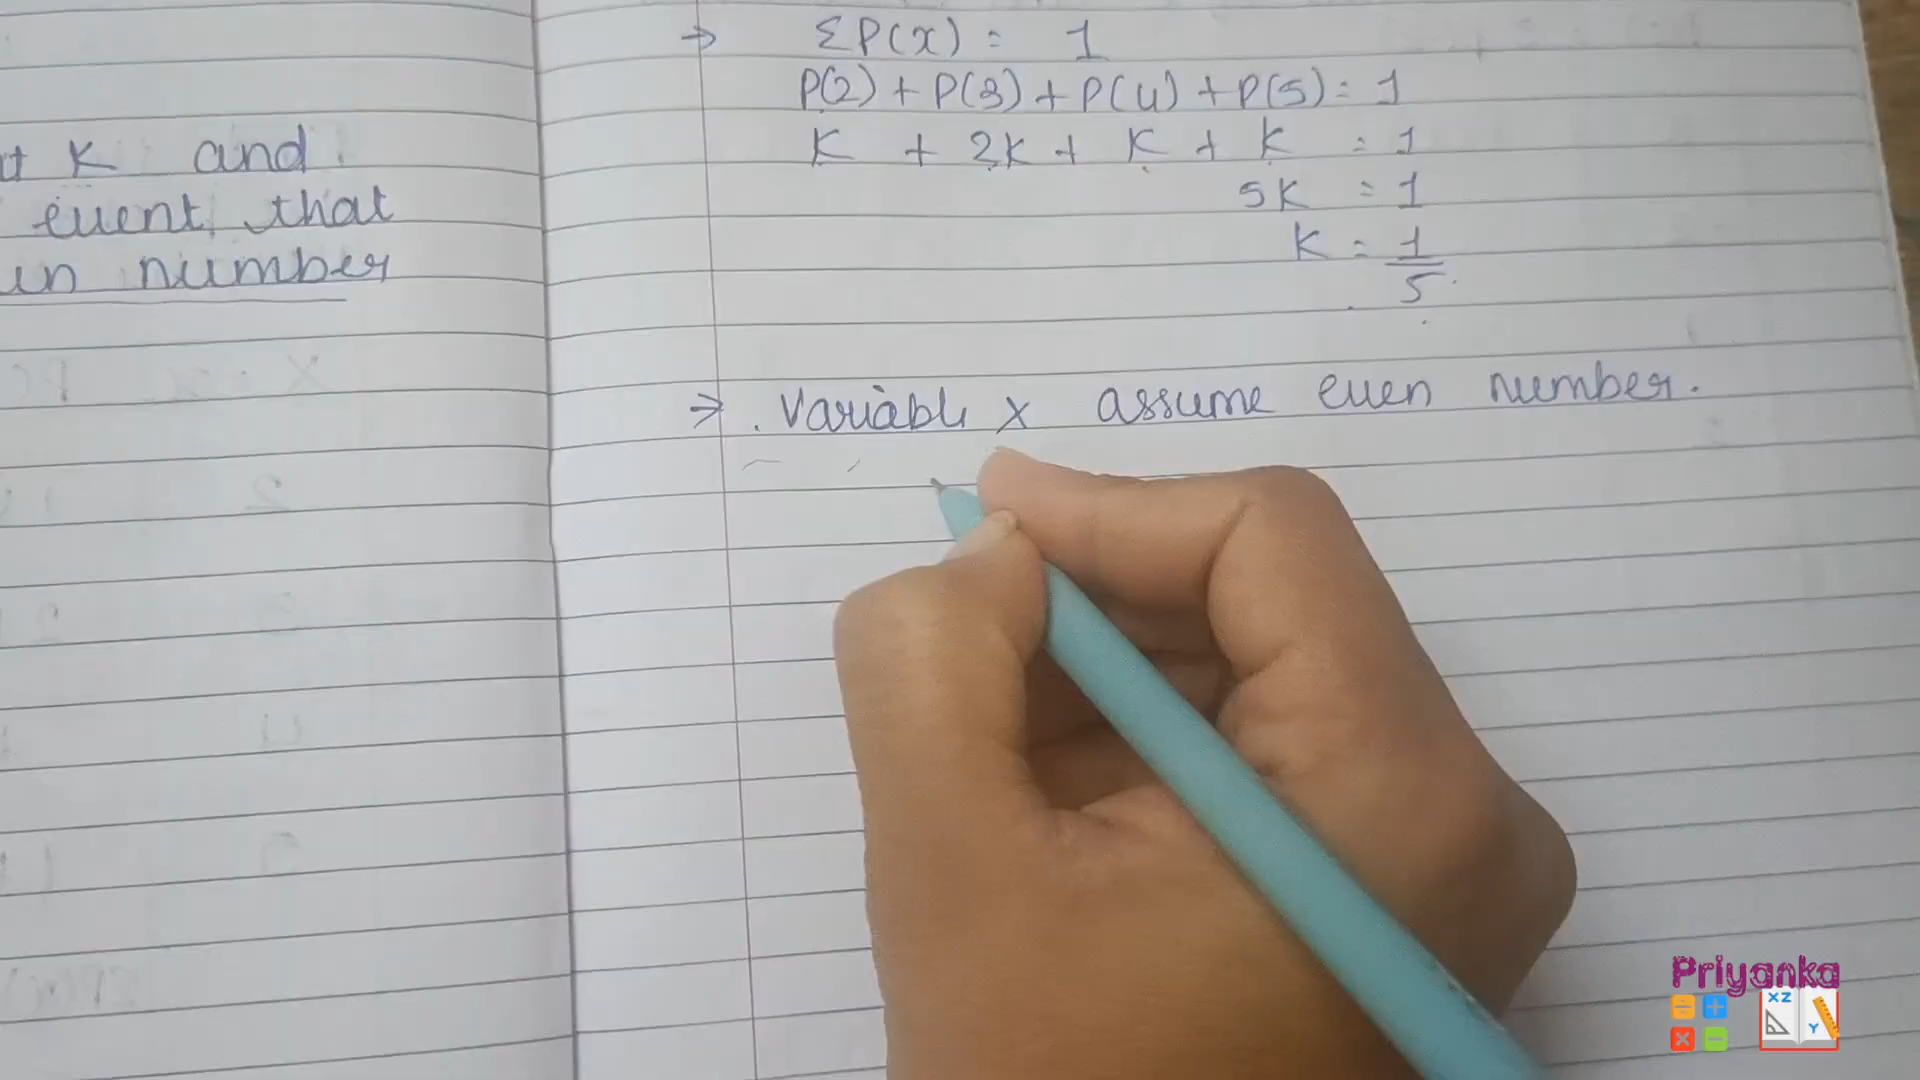 K and
event that
number
→ ΣP(x) = 1
P(2) + P(3) + P(4) + P(5) = 1
K + 2K + K + K = 1
5K = 1
K = 1
5
⇒ . Variable x assume even number.
Priyanka
XZ
Y